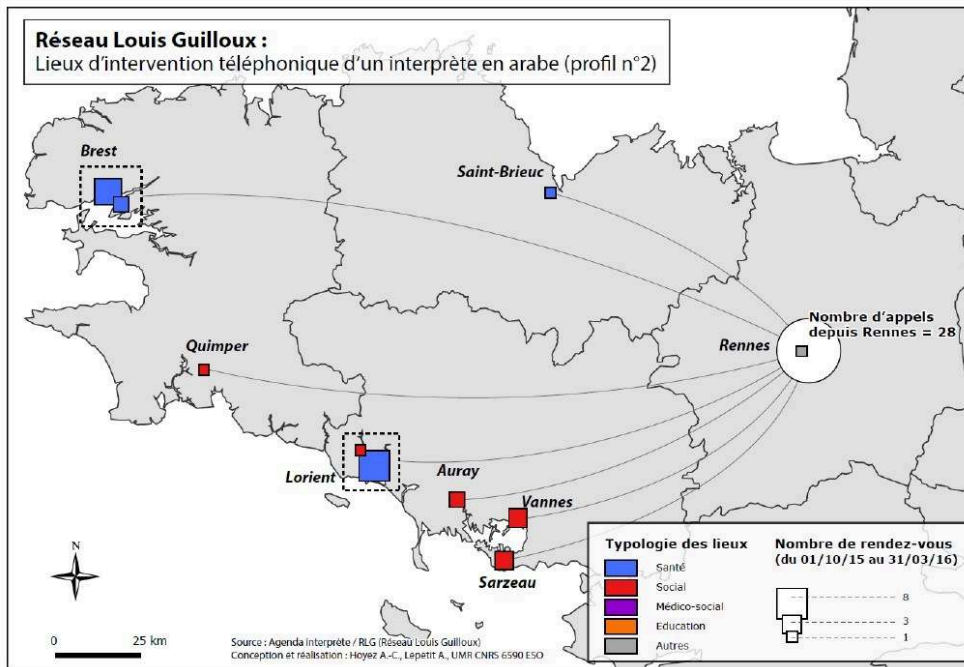 Réseau Louis Guilloux :
Lieux d'intervention téléphonique d'un interprète en arabe (profil n°2)
Brest
Saint-Brieuc
Nombre d'appels
depuis Rennes = 28
Rennes
Quimper
Lorient
Auray
Vannes
Sarzeau
N
0 25 km
Source : Agenda Interprète / RLG (Réseau Louis Guilloux)
Conception et réalisation : Hoyez A.-C., Lepetit A., UMR CNRS 6590 ESO
Typologie des lieux
Santé
Social
Médico-social
Education
Autres
Nombre de rendez-vous
(du 01/10/15 au 31/03/16)
8
3
1